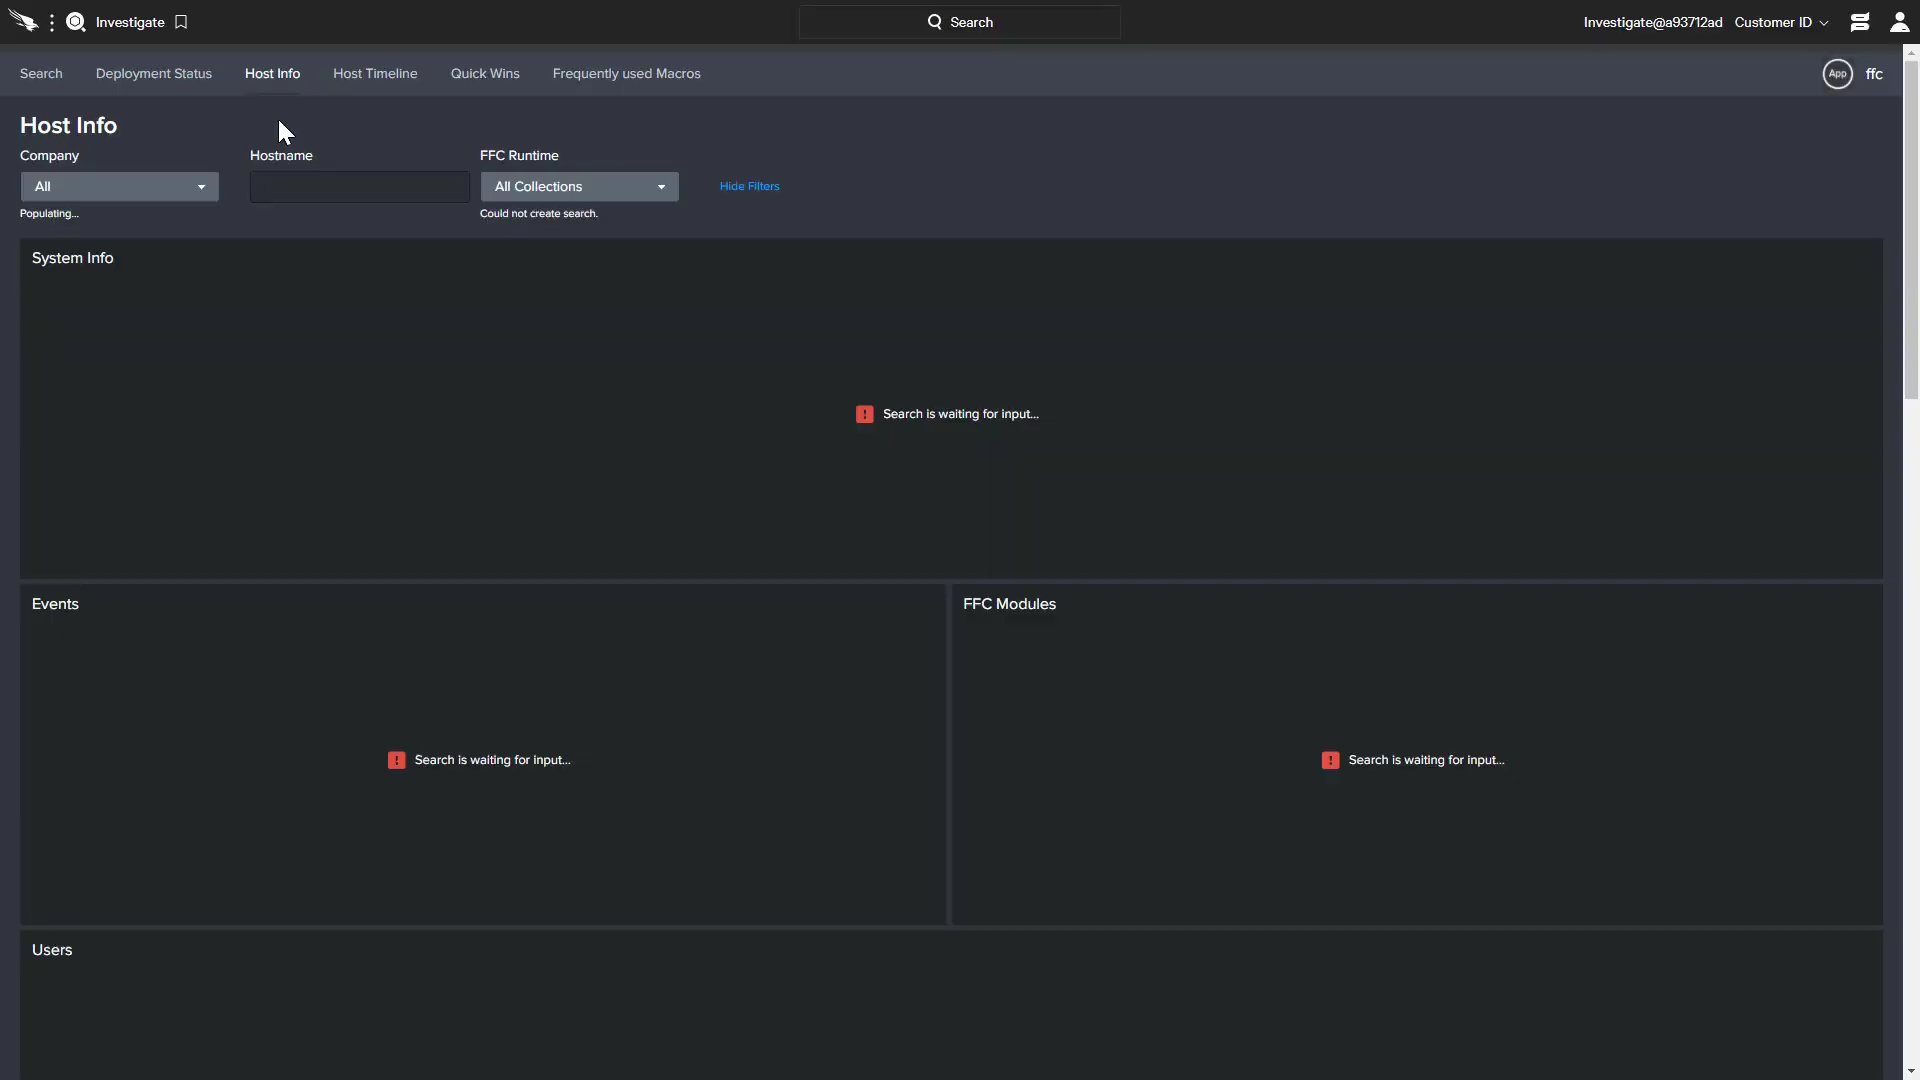 Investigate
Search
Investigate@a93712ad Customer ID
Search Deployment Status Host Info Host Timeline Quick Wins Frequently used Macros
App ffc
Host Info
Company Hostname FFC Runtime
All All Collections Hide Filters
Populating... Could not create search.
System Info
! Search is waiting for input...
Events FFC Modules
! Search is waiting for input... ! Search is waiting for input...
Users